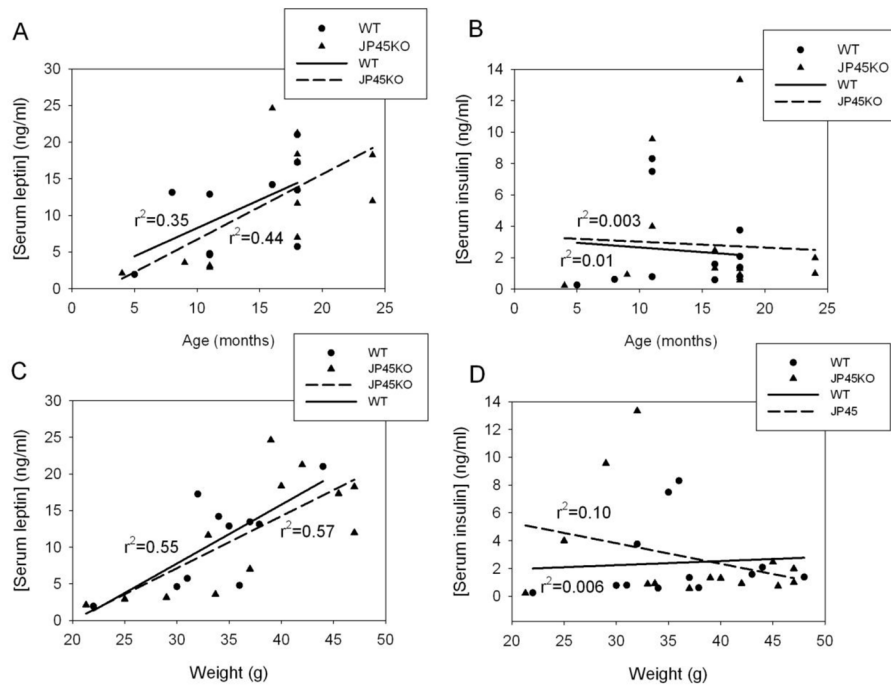 A
WT
JP45KO
WT
JP45KO
[Serum leptin] (ng/ml)
30
25
20
15
10
5
0
r²=0.35
r²=0.44
0 5 10 15 20 25
Age (months)
B
WT
JP45KO
WT
JP45KO
[Serum insulin] (ng/ml)
14
12
10
8
6
4
2
0
r²=0.003
r²=0.01
0 5 10 15 20 25
Age (months)
C
WT
JP45KO
JP45KO
WT
[Serum leptin] (ng/ml)
30
25
20
15
10
5
0
r²=0.55
r²=0.57
20 25 30 35 40 45 50
Weight (g)
D
WT
JP45KO
WT
JP45
[Serum insulin] (ng/ml)
14
12
10
8
6
4
2
0
r²=0.10
r²=0.006
20 25 30 35 40 45 50
Weight (g)